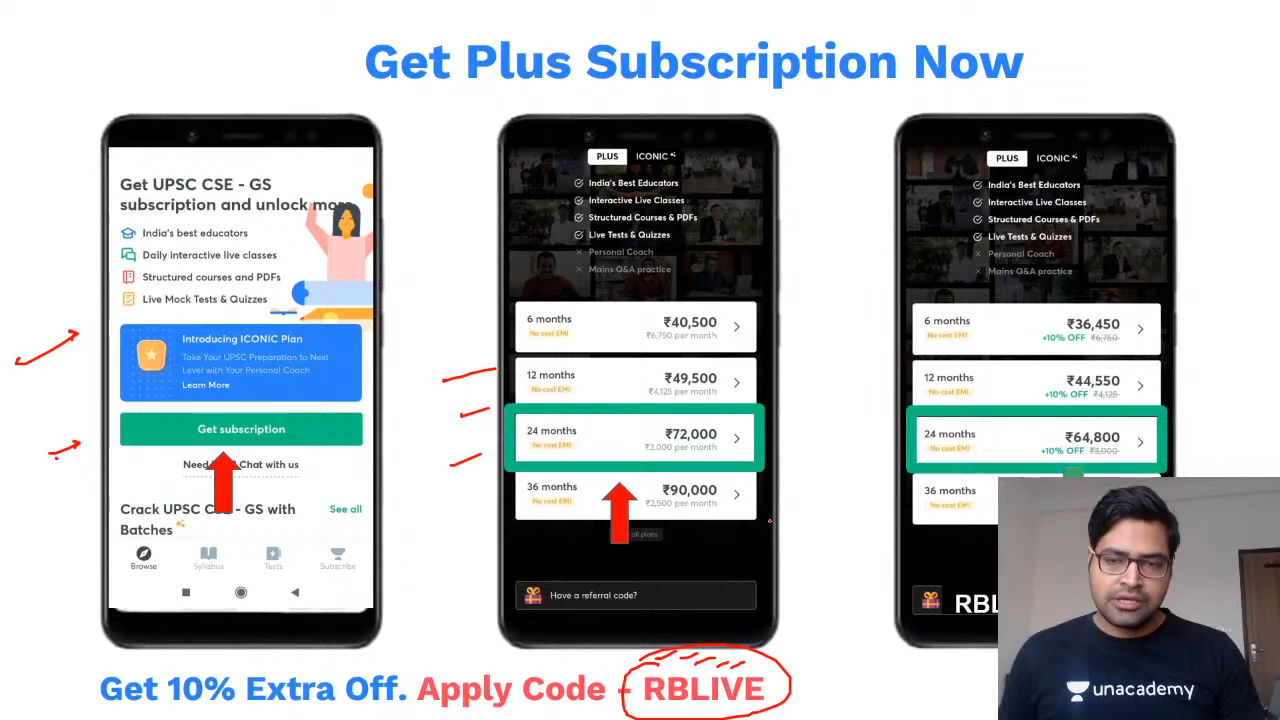 Get Plus Subscription Now
Get UPSC CSE - GS
subscription and unlock more
India's best educators
Daily interactive live classes
Structured courses and PDFs
Live Mock Tests & Quizzes
Introducing ICONIC Plan
Take Your UPSC Preparation to Next
Level with Your Personal Coach
Learn More
Get subscription
Chat with us
Crack UPSC - GS with
See all
Batches
Browse
Syllabus
Tests
Subscribe
PLUS
ICONIC
India's Best Educators
Interactive Live Classes
Structured Courses & PDFs
Live Tests & Quizzes
Personal Coach
Mains Q&A practice
6 months
₹40,500
No cost EMI
₹6,750 per month
12 months
₹49,500
No cost EMI
₹4,125 per month
24 months
₹72,000
No cost EMI
₹3,000 per month
36 months
₹90,000
No cost EMI
₹2,500 per month
all plans
Have a referral code?
PLUS
ICONIC
India's Best Educators
Interactive Live Classes
Structured Courses & PDFs
Live Tests & Quizzes
Personal Coach
Mains Q&A practice
6 months
₹36,450
No cost EMI
+10% OFF ₹6,750
12 months
₹44,550
No cost EMI
+10% OFF ₹4,125
24 months
₹64,800
No cost EMI
+10% OFF ₹3,000
36 months
No cost EMI
Get 10% Extra Off. Apply Code - RBLIVE
unacademy